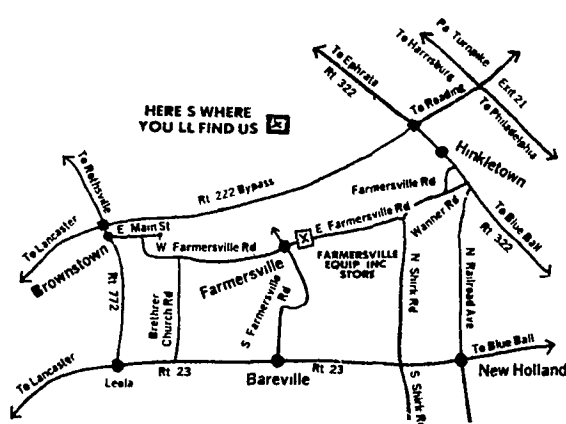 Pa Turnpike
To Harrisburg
Exit 21
To Philadelphia
To Ephrata
Rt 322
To Reading
HERE S WHERE
YOU LL FIND US
X
Hinkletown
To Rothsville
Rt 222 Bypass
Farmersville Rd
To Lancaster
E Main St
W Farmersville Rd
X
E Farmersville Rd
Wanner Rd
To Blue Ball
Rt 322
Brownstown
Farmersville
FARMERSVILLE
EQUIP INC
STORE
Rt 772
Brethrer
Church Rd
S Farmersville
Rd
N Shirk Rd
N Railroad Ave
To Lancaster
Leola
Rt 23
Bareville
Rt 23
To Blue Ball
New Holland
S Shirk Rd